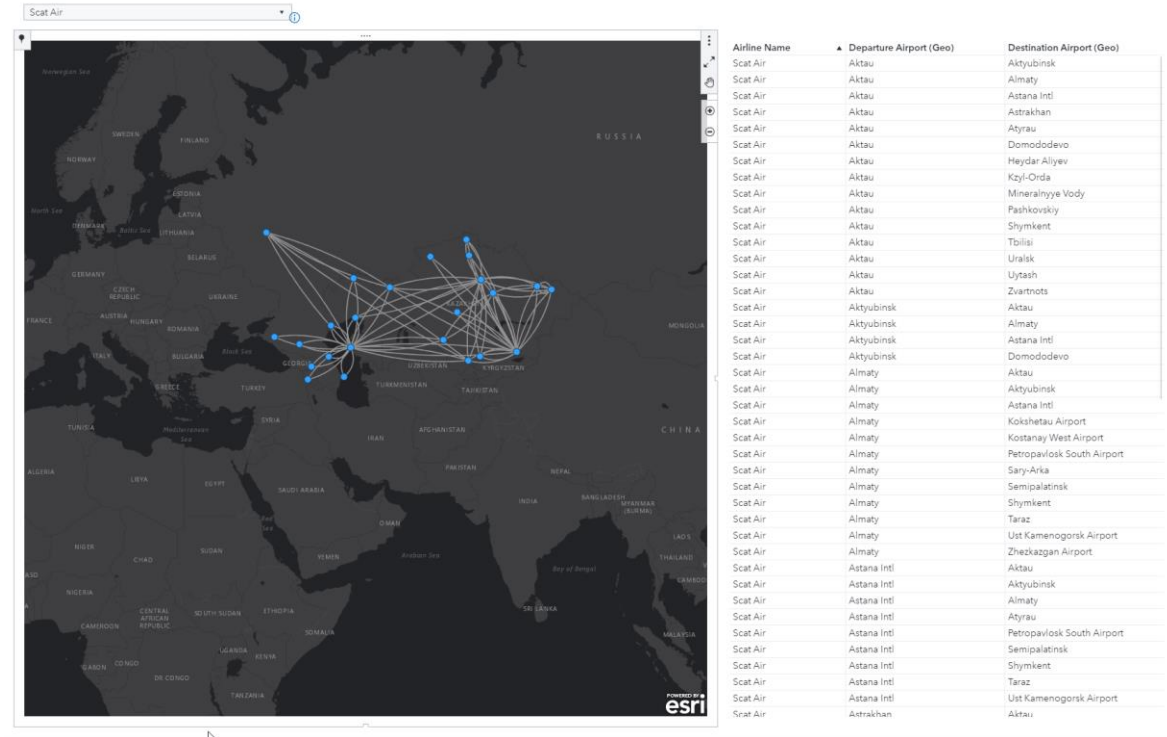 Scat Air
Norwegian Sea
RUSSIA
SWEDEN
FINLAND
NORWAY
ESTONIA
North Sea
LATVIA
DENMARK
Baltic Sea
LITHUANIA
BELARUS
GERMANY
CZECH
REPUBLIC
UKRAINE
FRANCE
AUSTRIA
HUNGARY
ROMANIA
MONGOLIA
ITALY
BULGARIA
Black Sea
GEORGIA
UZBEKISTAN
KYRGYZSTAN
GREECE
TURKEY
TURKMENISTAN
TAJIKISTAN
TUNISIA
Mediterranean
Sea
SYRIA
IRAN
AFGHANISTAN
CHINA
ALGERIA
LIBYA
EGYPT
SAUDI ARABIA
PAKISTAN
NEPAL
INDIA
BANGLADESH
MYANMAR
(BURMA)
Red
Sea
OMAN
LAOS
NIGER
CHAD
SUDAN
YEMEN
Arabian Sea
Bay of Bengal
THAILAND
NIGERIA
CENTRAL
AFRICAN
REPUBLIC
SOUTH SUDAN
ETHIOPIA
SRI LANKA
CAMEROON
SOMALIA
MALAYSIA
UGANDA
KENYA
GABON
CONGO
DR CONGO
TANZANIA
POWERED BY
esri
Airline Name Departure Airport (Geo) Destination Airport (Geo)
Scat Air Aktau Aktyubinsk
Scat Air Aktau Almaty
Scat Air Aktau Astana Intl
Scat Air Aktau Astrakhan
Scat Air Aktau Atyrau
Scat Air Aktau Domododevo
Scat Air Aktau Heydar Aliyev
Scat Air Aktau Kzyl-Orda
Scat Air Aktau Mineralnyye Vody
Scat Air Aktau Pashkovskiy
Scat Air Aktau Shymkent
Scat Air Aktau Tbilisi
Scat Air Aktau Uralsk
Scat Air Aktau Uytash
Scat Air Aktau Zvartnots
Scat Air Aktyubinsk Aktau
Scat Air Aktyubinsk Almaty
Scat Air Aktyubinsk Astana Intl
Scat Air Aktyubinsk Domododevo
Scat Air Almaty Aktau
Scat Air Almaty Aktyubinsk
Scat Air Almaty Astana Intl
Scat Air Almaty Kokshetau Airport
Scat Air Almaty Kostanay West Airport
Scat Air Almaty Petropavlosk South Airport
Scat Air Almaty Sary-Arka
Scat Air Almaty Semipalatinsk
Scat Air Almaty Shymkent
Scat Air Almaty Taraz
Scat Air Almaty Ust Kamenogorsk Airport
Scat Air Almaty Zhezkazgan Airport
Scat Air Astana Intl Aktau
Scat Air Astana Intl Aktyubinsk
Scat Air Astana Intl Almaty
Scat Air Astana Intl Atyrau
Scat Air Astana Intl Petropavlosk South Airport
Scat Air Astana Intl Semipalatinsk
Scat Air Astana Intl Shymkent
Scat Air Astana Intl Taraz
Scat Air Astana Intl Ust Kamenogorsk Airport
Scat Air Astrakhan Aktau